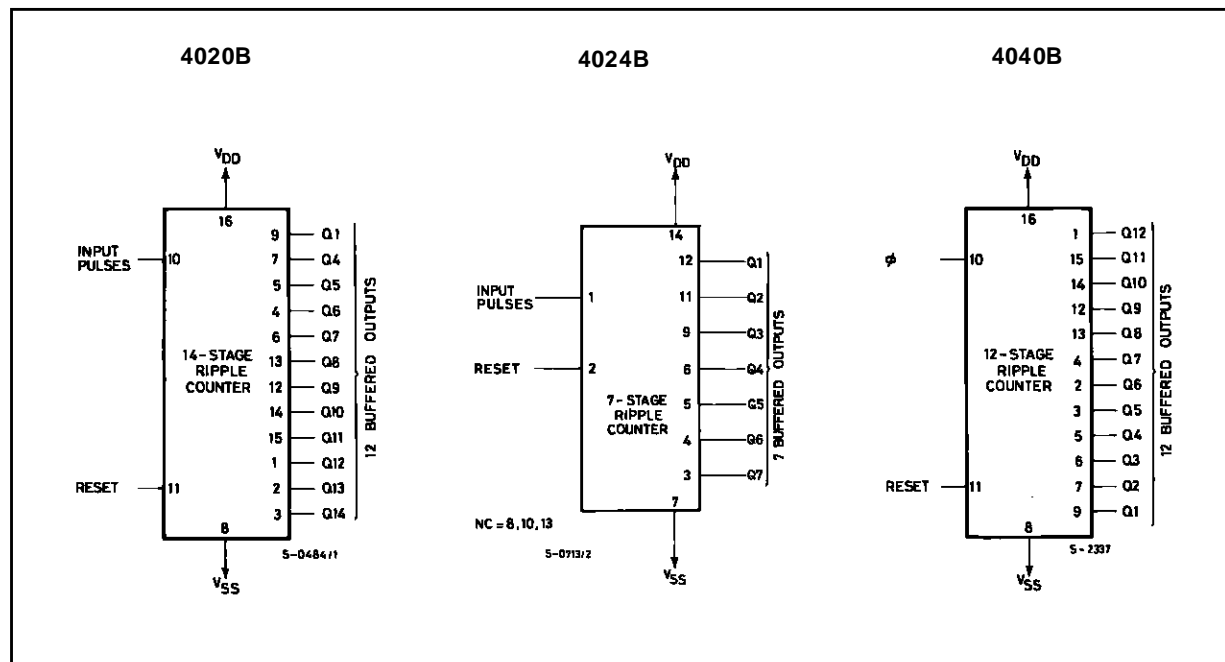 4020B
4024B
4040B
VDD
16
INPUT
PULSES
10
RESET
11
14-STAGE
RIPPLE
COUNTER
9 Q1
7 Q4
5 Q5
4 Q6
6 Q7
13 Q8
12 Q9
14 Q10
15 Q11
1 Q12
2 Q13
3 Q14
12 BUFFERED OUTPUTS
8
S-0484/1
VSS
VDD
14
INPUT
PULSES
1
RESET
2
7-STAGE
RIPPLE
COUNTER
12 Q1
11 Q2
9 Q3
6 Q4
5 Q5
4 Q6
3 Q7
7 BUFFERED OUTPUTS
7
NC = 8,10,13
S-0713/2
VSS
VDD
16
ϕ
10
RESET
11
12-STAGE
RIPPLE
COUNTER
1 Q12
15 Q11
14 Q10
12 Q9
13 Q8
4 Q7
2 Q6
3 Q5
5 Q4
6 Q3
7 Q2
9 Q1
12 BUFFERED OUTPUTS
8
S-2337
VSS